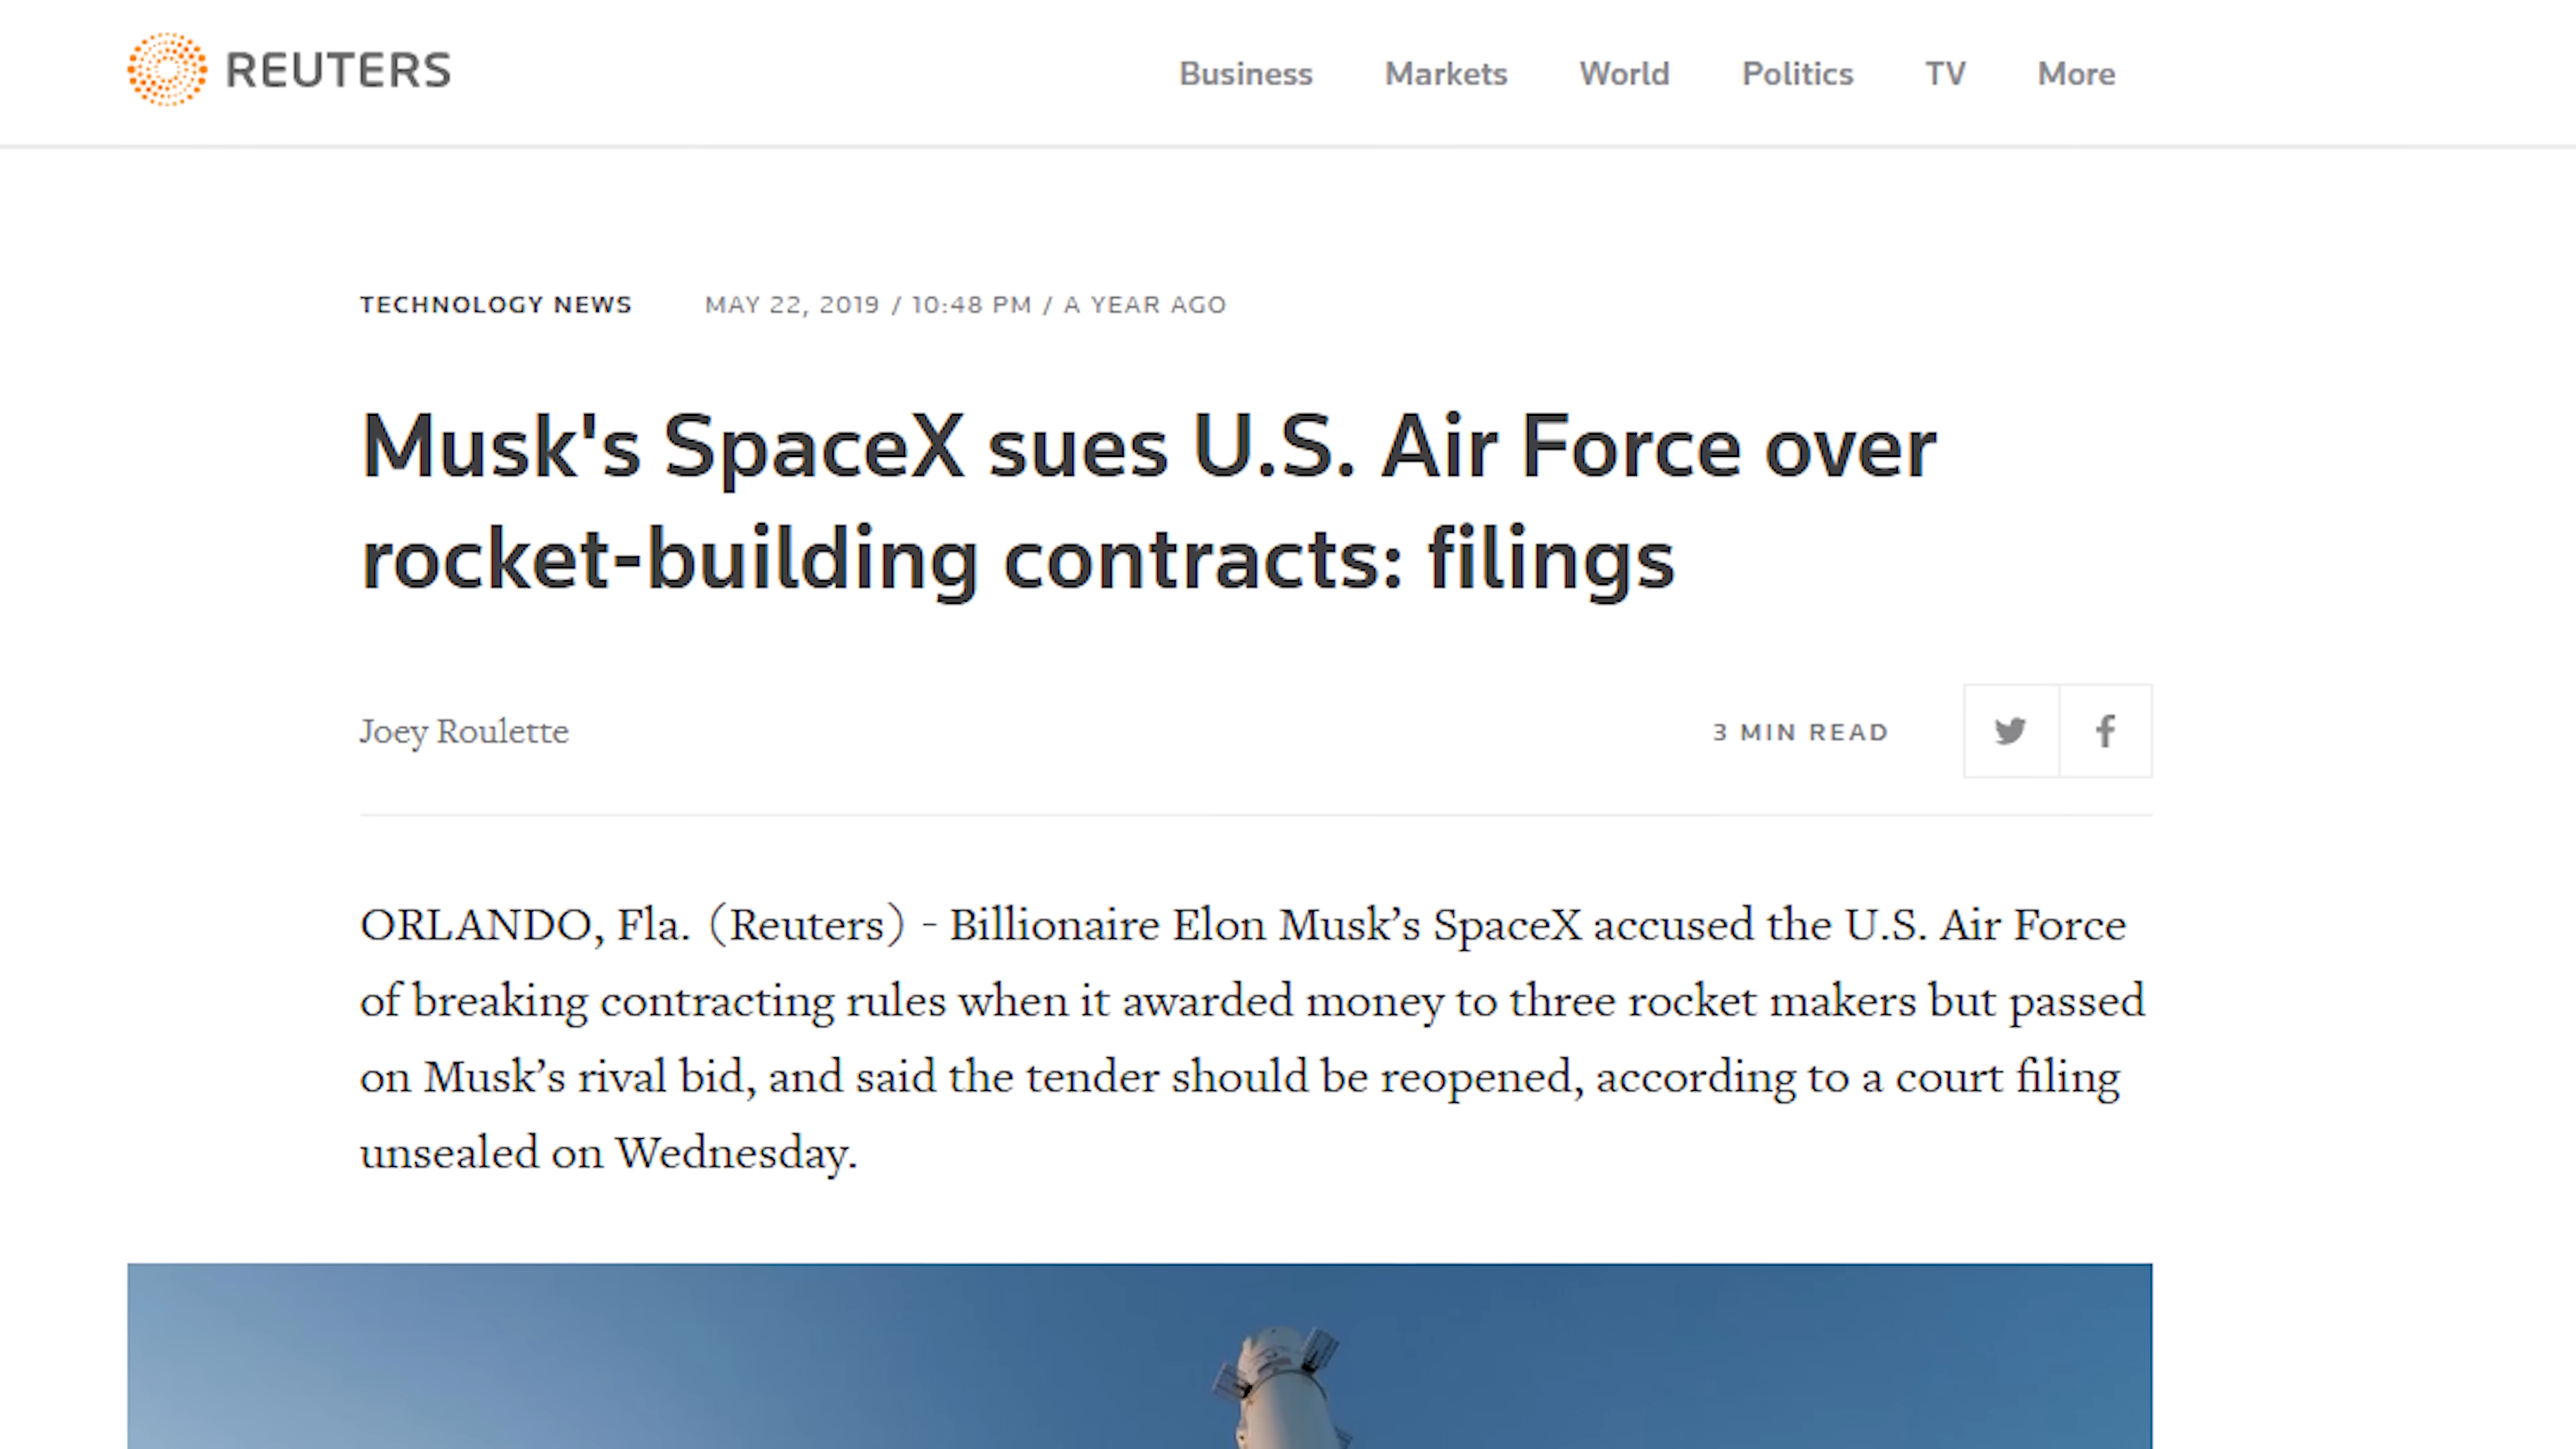 REUTERS
Business Markets World Politics TV More
TECHNOLOGY NEWS MAY 22, 2019 / 10:48 PM / A YEAR AGO
Musk's SpaceX sues U.S. Air Force over
rocket-building contracts: filings
Joey Roulette
3 MIN READ
ORLANDO, Fla. (Reuters) - Billionaire Elon Musk’s SpaceX accused the U.S. Air Force
of breaking contracting rules when it awarded money to three rocket makers but passed
on Musk’s rival bid, and said the tender should be reopened, according to a court filing
unsealed on Wednesday.